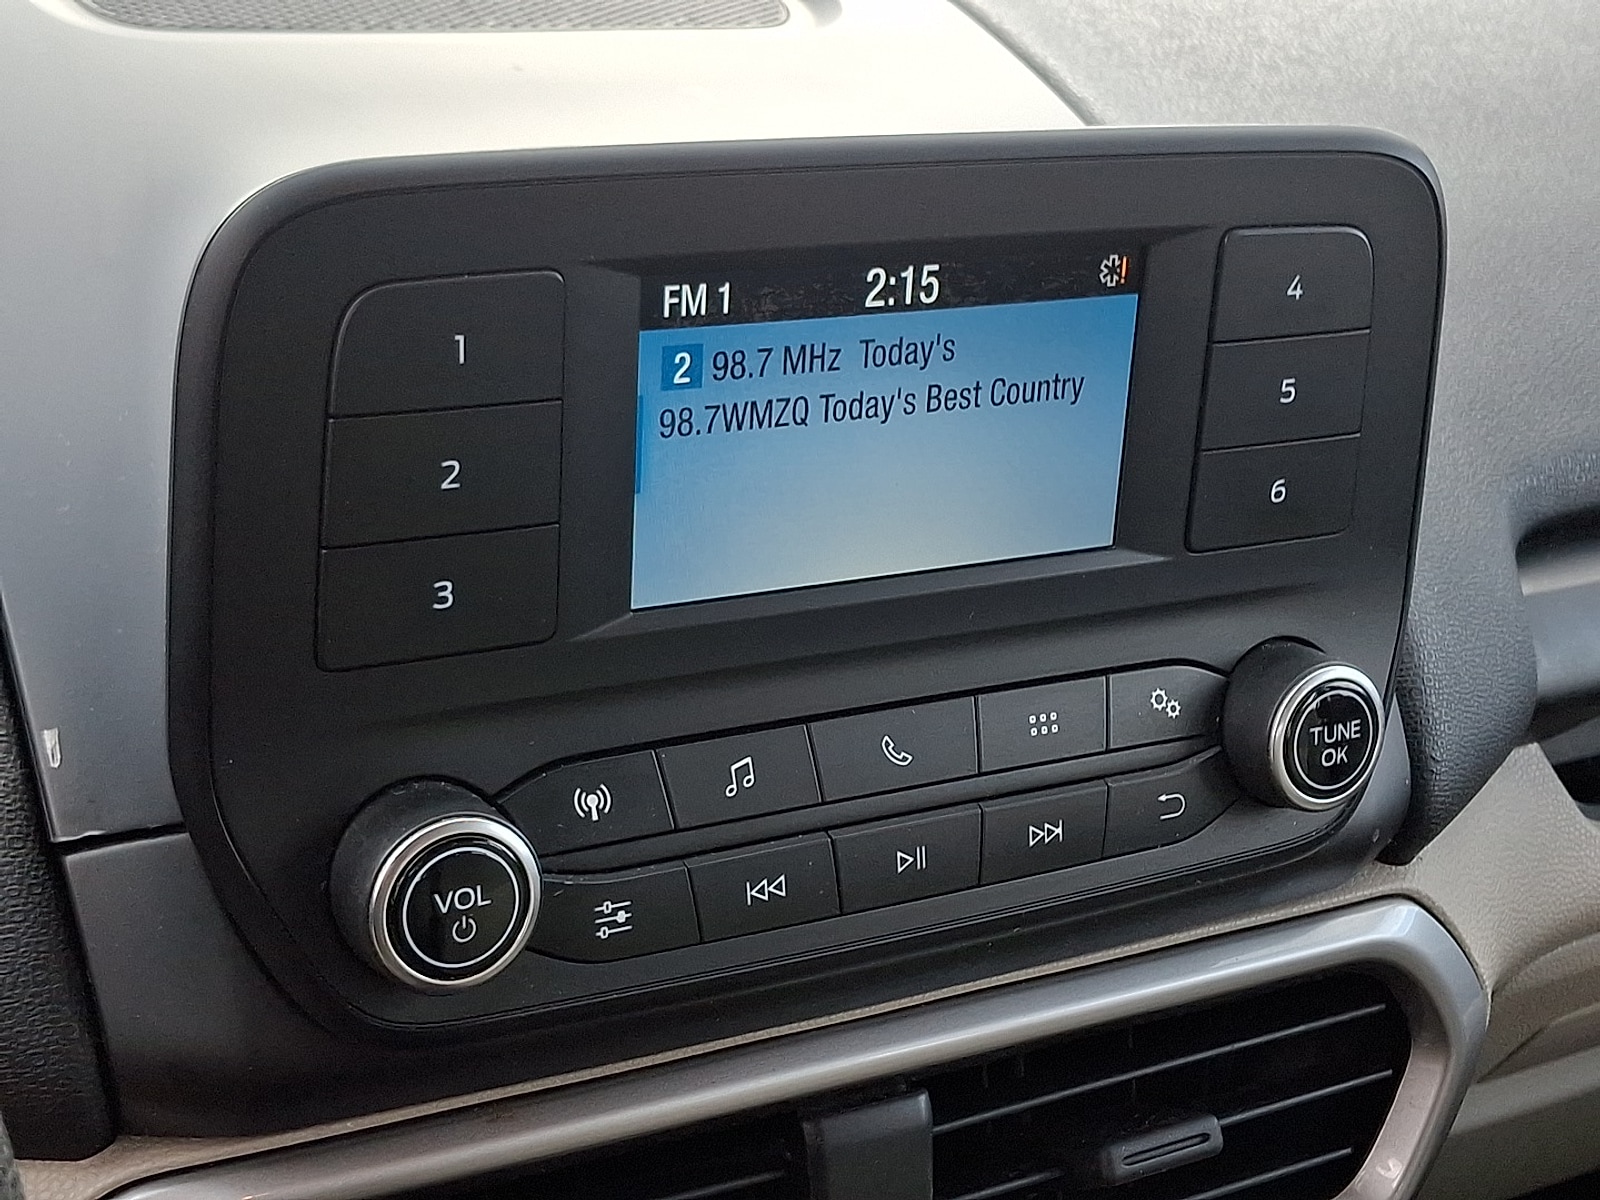 FM 1 2:15
2 98.7 MHz Today's
98.7WMZQ Today's Best Country
1
2
3
4
5
6
VOL
TUNE
OK